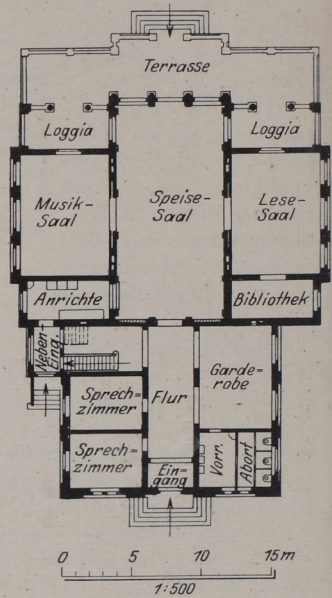 Terrasse
Loggia
Loggia
Musik-
Saal
Speise-
Saal
Lese-
Saal
Anrichte
Bibliothek
Neben-
Eing.
Sprech=
zimmer
Flur
Garde-
robe
Sprech=
zimmer
Ein-
gang
Vorr.
Abort
0 5 10 15 m
1:500